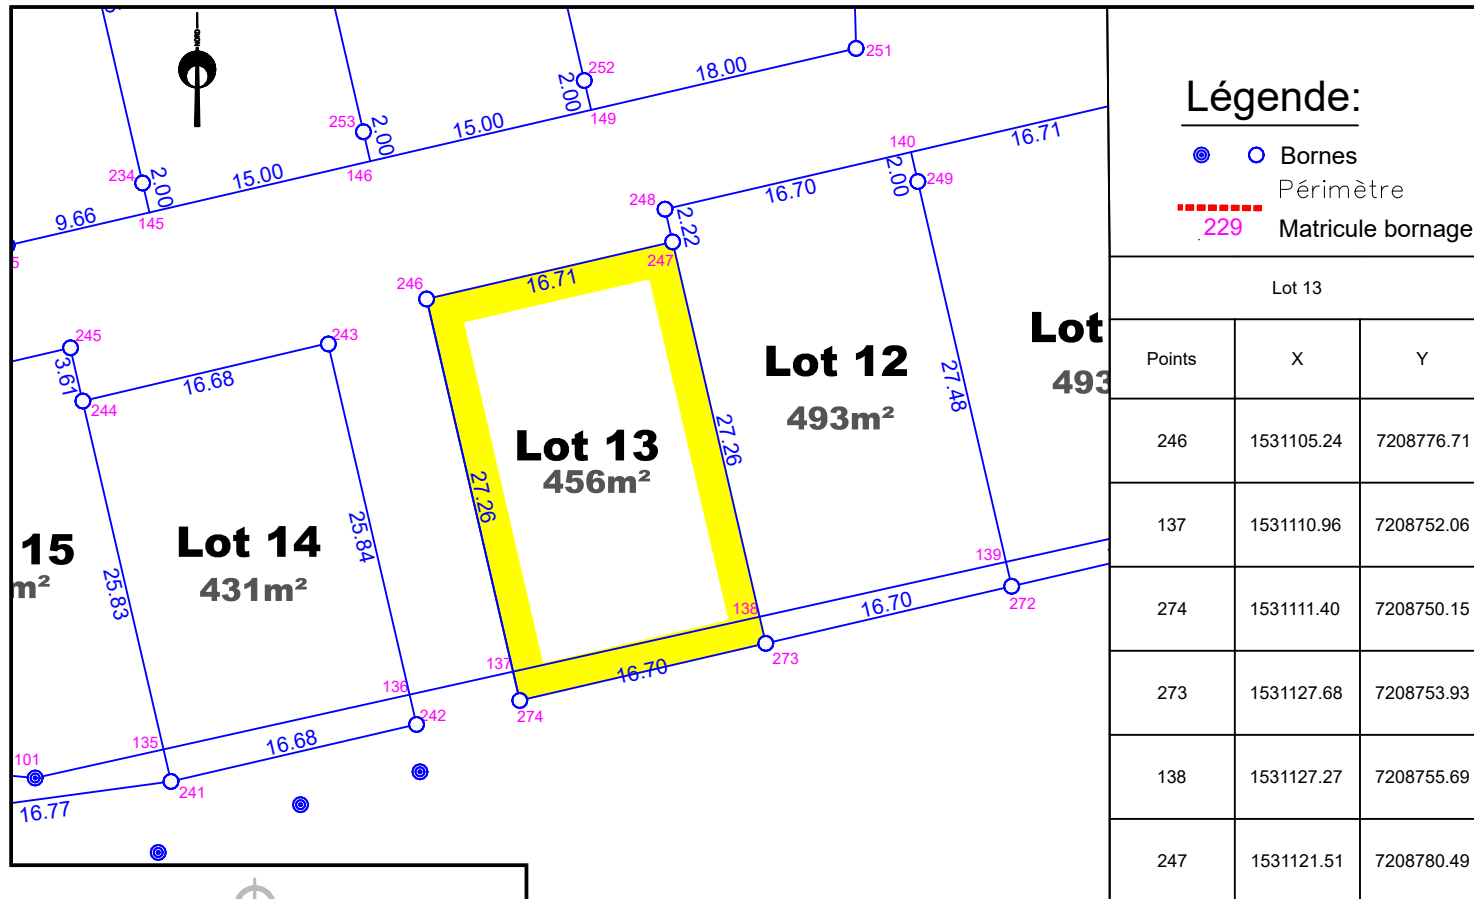 NORD
251
252
18.00
2.00
149
253
2.00
15.00
146
234
2.00
15.00
145
9.66
5
140
16.71
2.00
249
16.70
248
2.22
247
246
16.71
245
3.61
244
243
16.68
Lot 12
493m²
27.48
27.26
Lot 13
456m²
27.26
Lot
493
15
m²
Lot 14
431m²
25.84
25.83
139
272
138
16.70
273
137
16.70
274
136
242
135
16.68
241
101
16.77
Légende:
Bornes
Périmètre
229 Matricule bornage
Lot 13
Points X Y
246 1531105.24 7208776.71
137 1531110.96 7208752.06
274 1531111.40 7208750.15
273 1531127.68 7208753.93
138 1531127.27 7208755.69
247 1531121.51 7208780.49